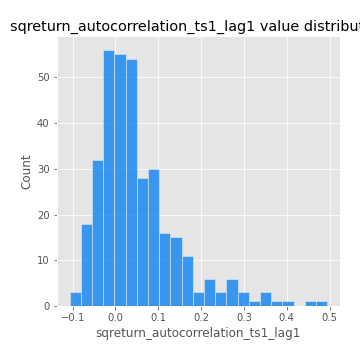 sqreturn_autocorrelation_ts1_lag1 value distribut
50
40
30
20
10
0
Count
−0.1 0.0 0.1 0.2 0.3 0.4 0.5
sqreturn_autocorrelation_ts1_lag1